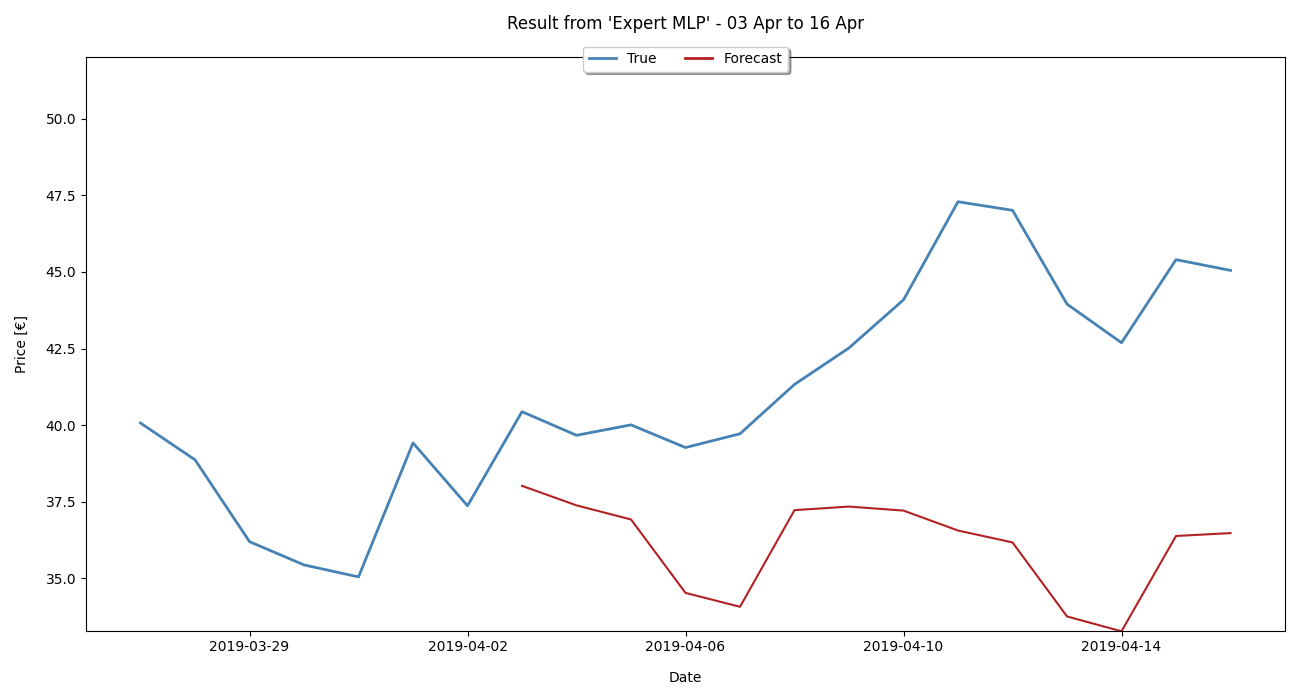 Result from 'Expert MLP' - 03 Apr to 16 Apr
True Forecast
50.0
47.5
45.0
42.5
40.0
37.5
35.0
Price [€]
2019-03-29 2019-04-02 2019-04-06 2019-04-10 2019-04-14
Date